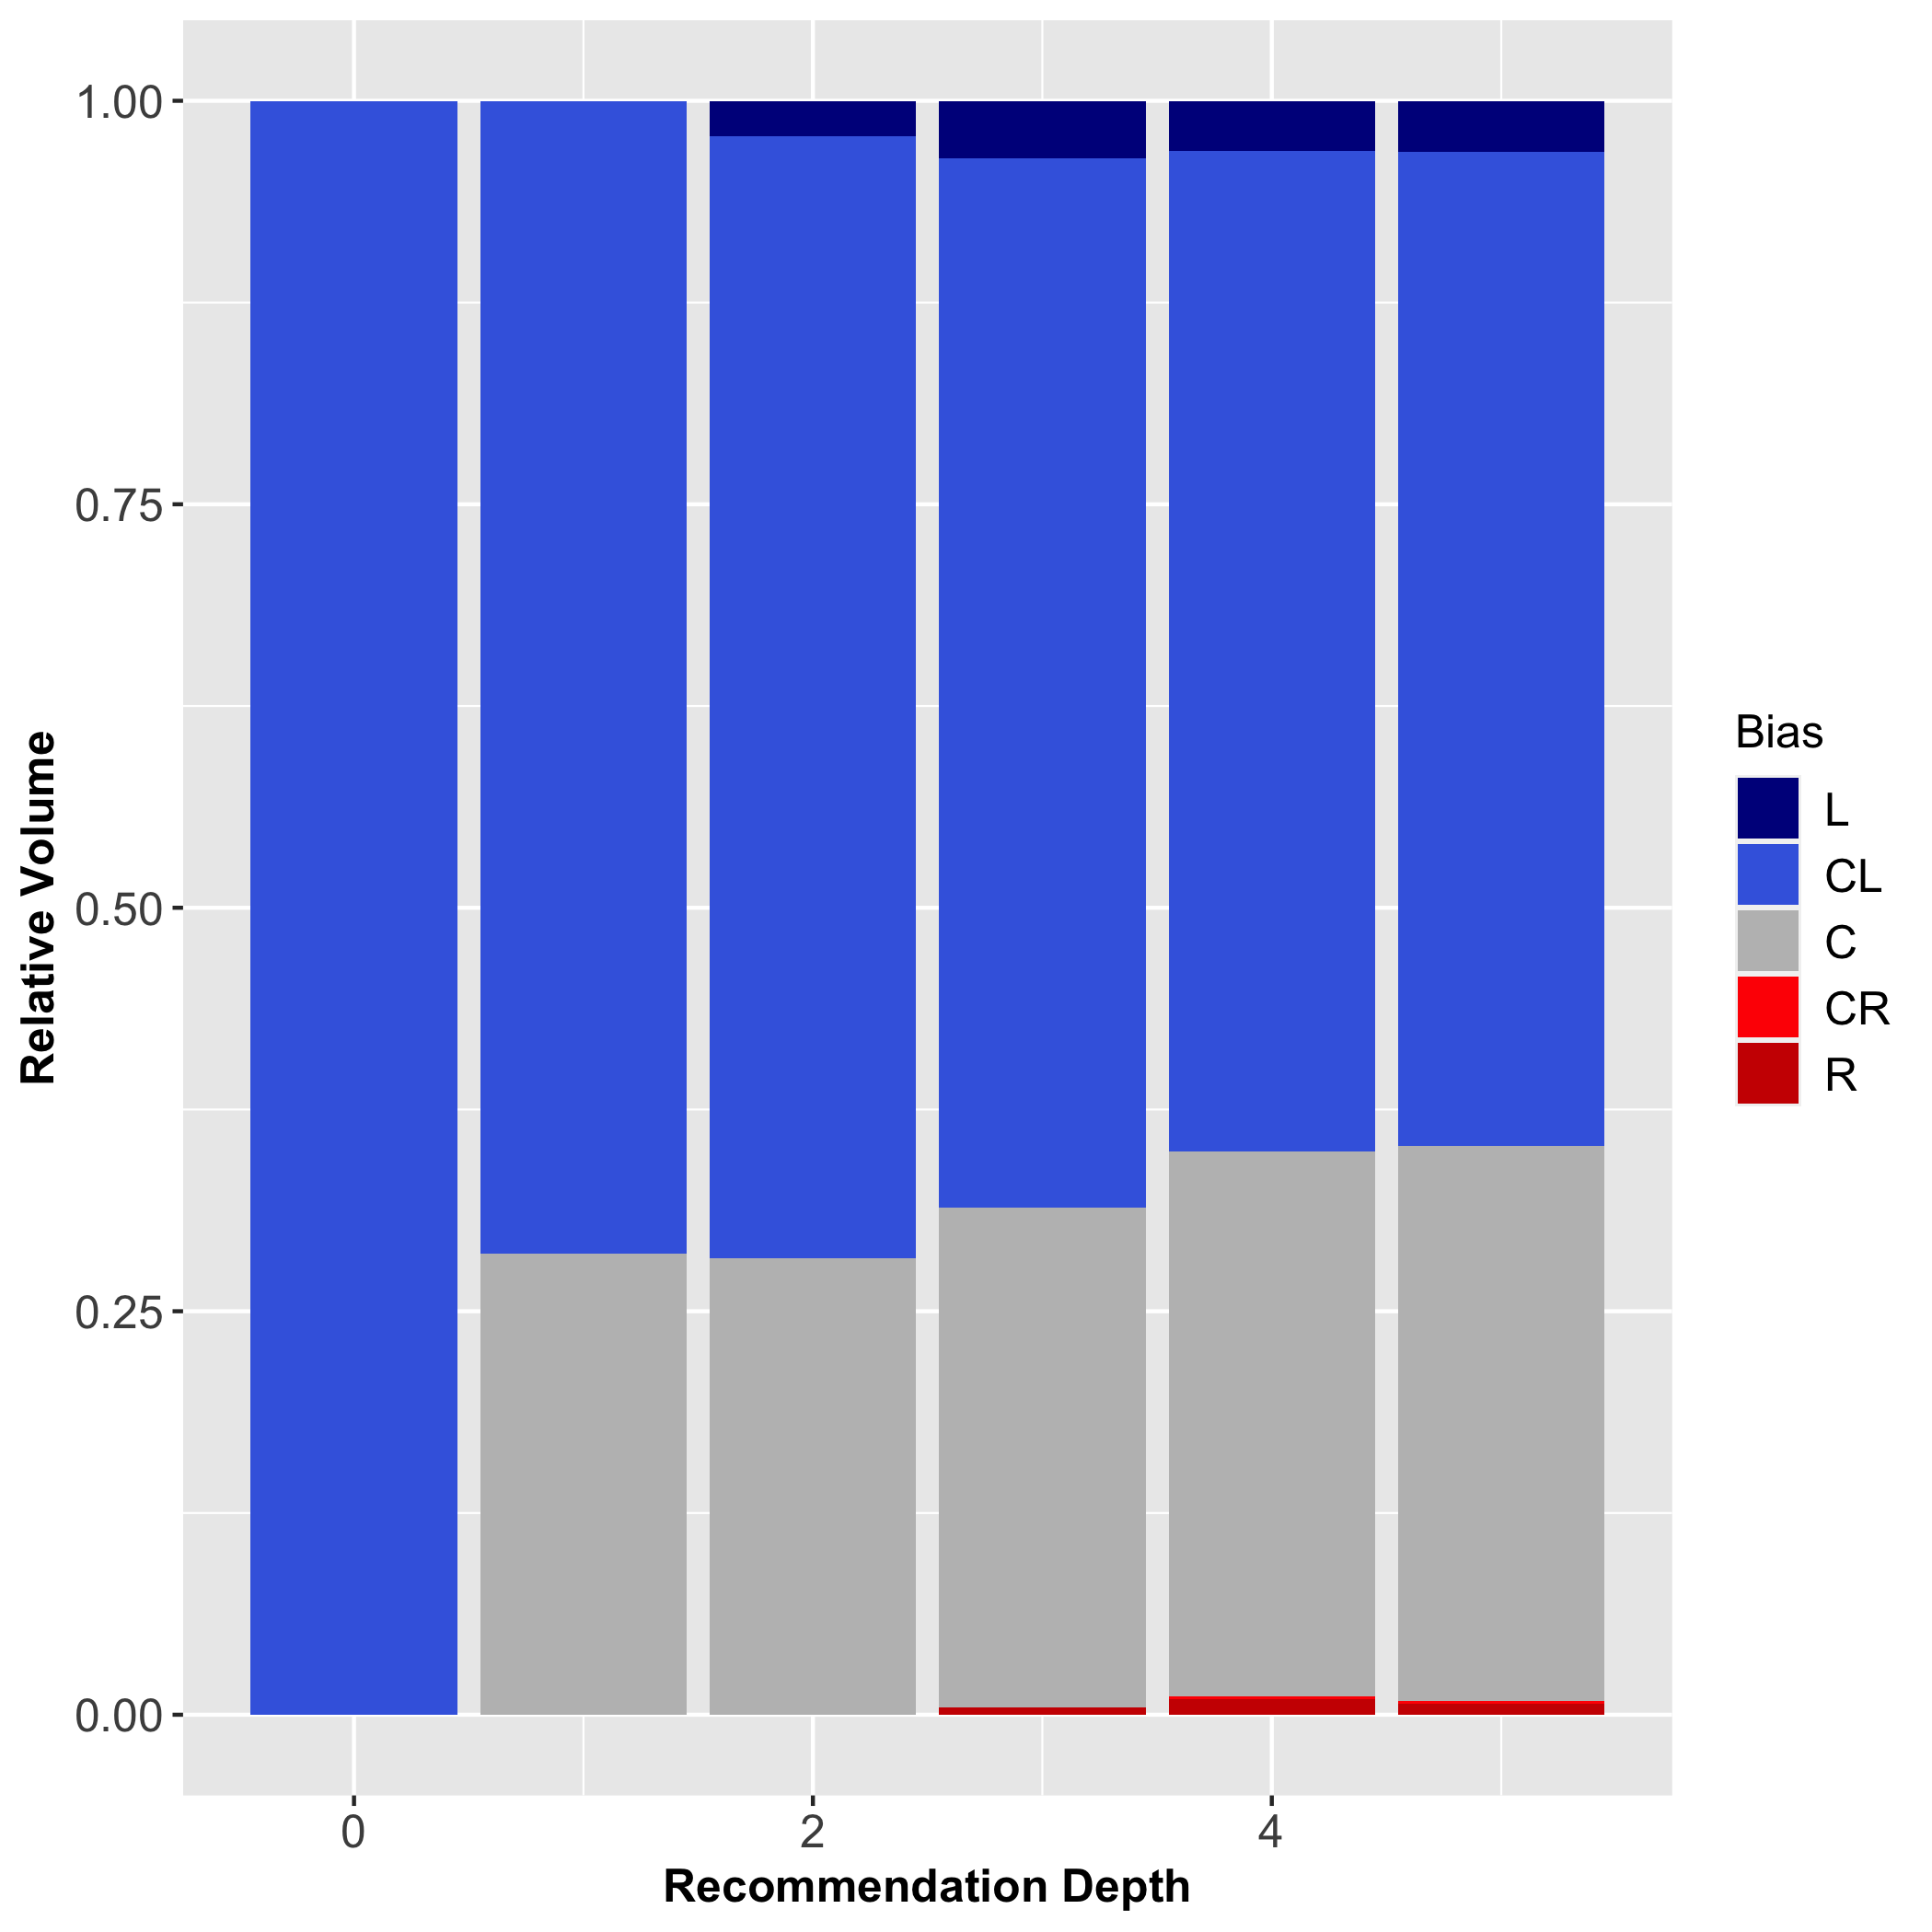 1.00
0.75
0.50
0.25
0.00
Relative Volume
0
2
4
Recommendation Depth
Bias
L
CL
C
CR
R